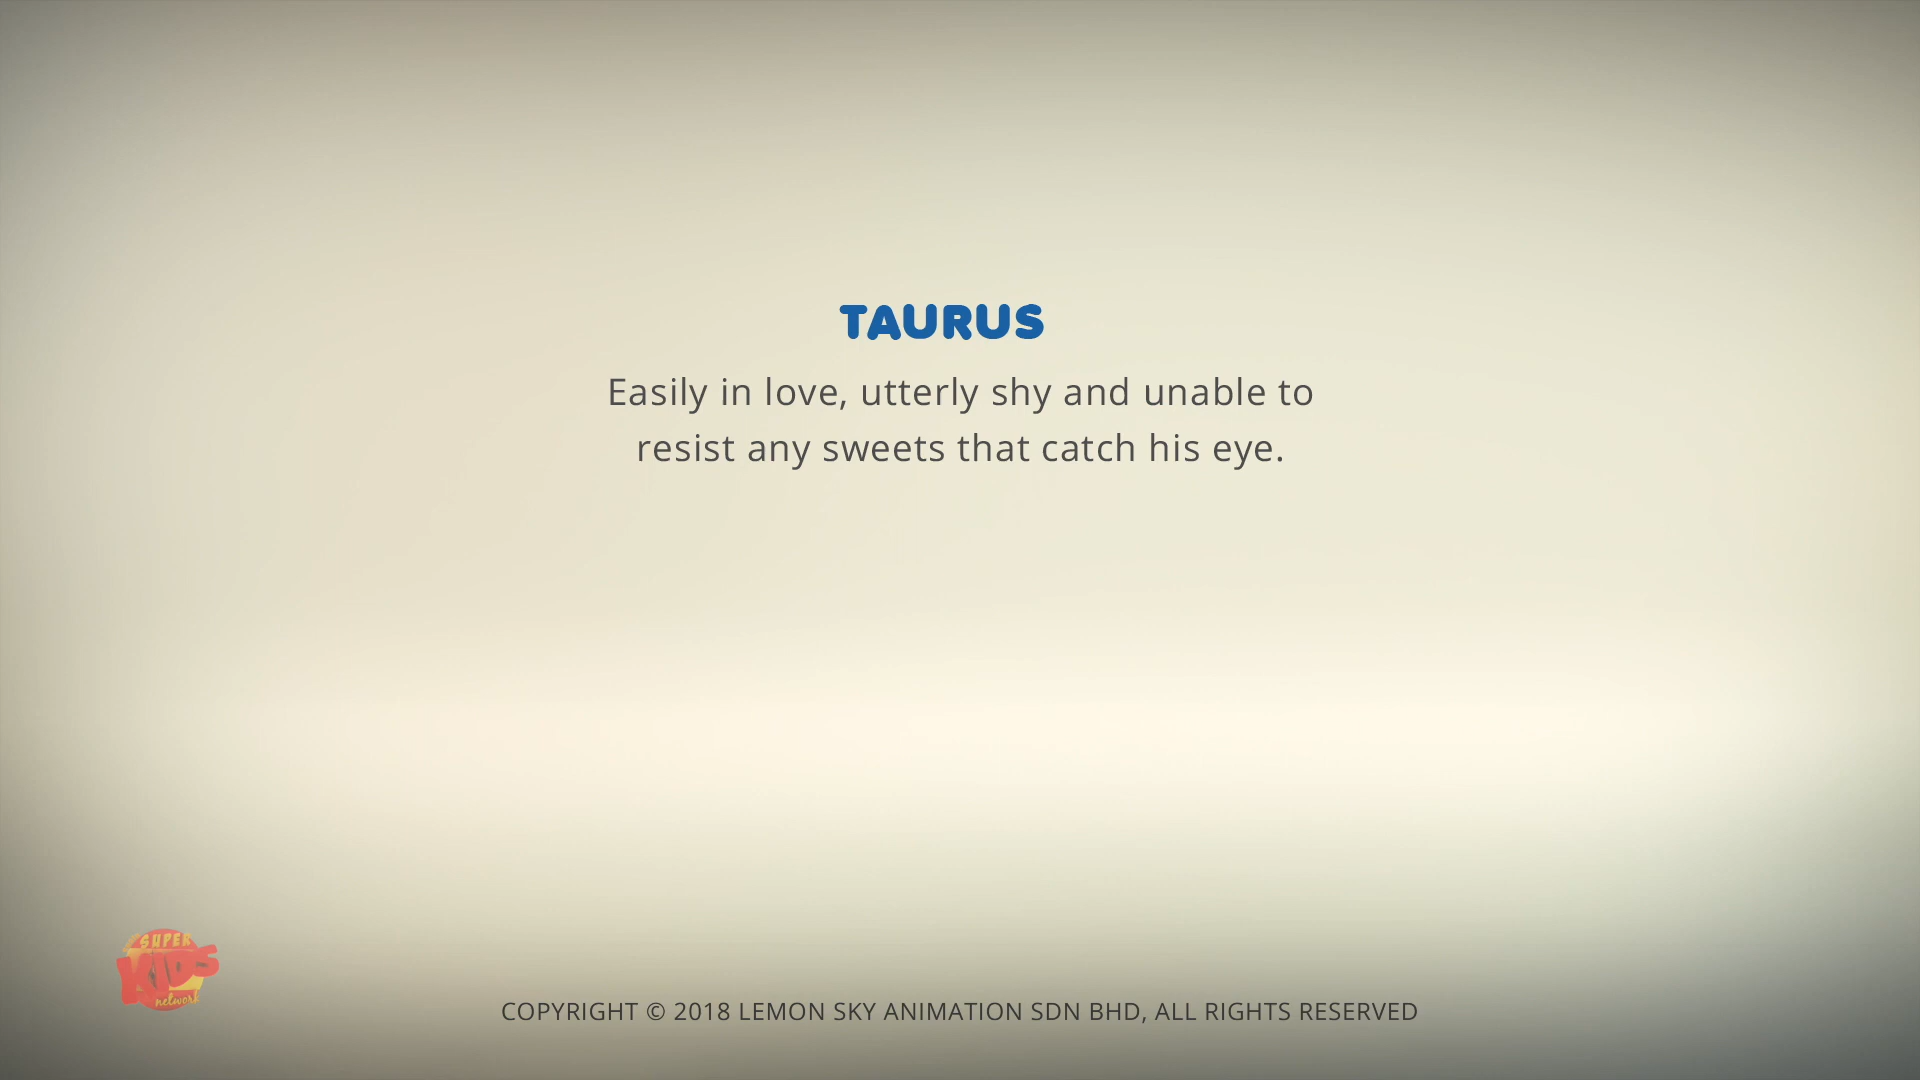 TAURUS
Easily in love, utterly shy and unable to
resist any sweets that catch his eye.
SUPER
KIDS
network
COPYRIGHT © 2018 LEMON SKY ANIMATION SDN BHD, ALL RIGHTS RESERVED